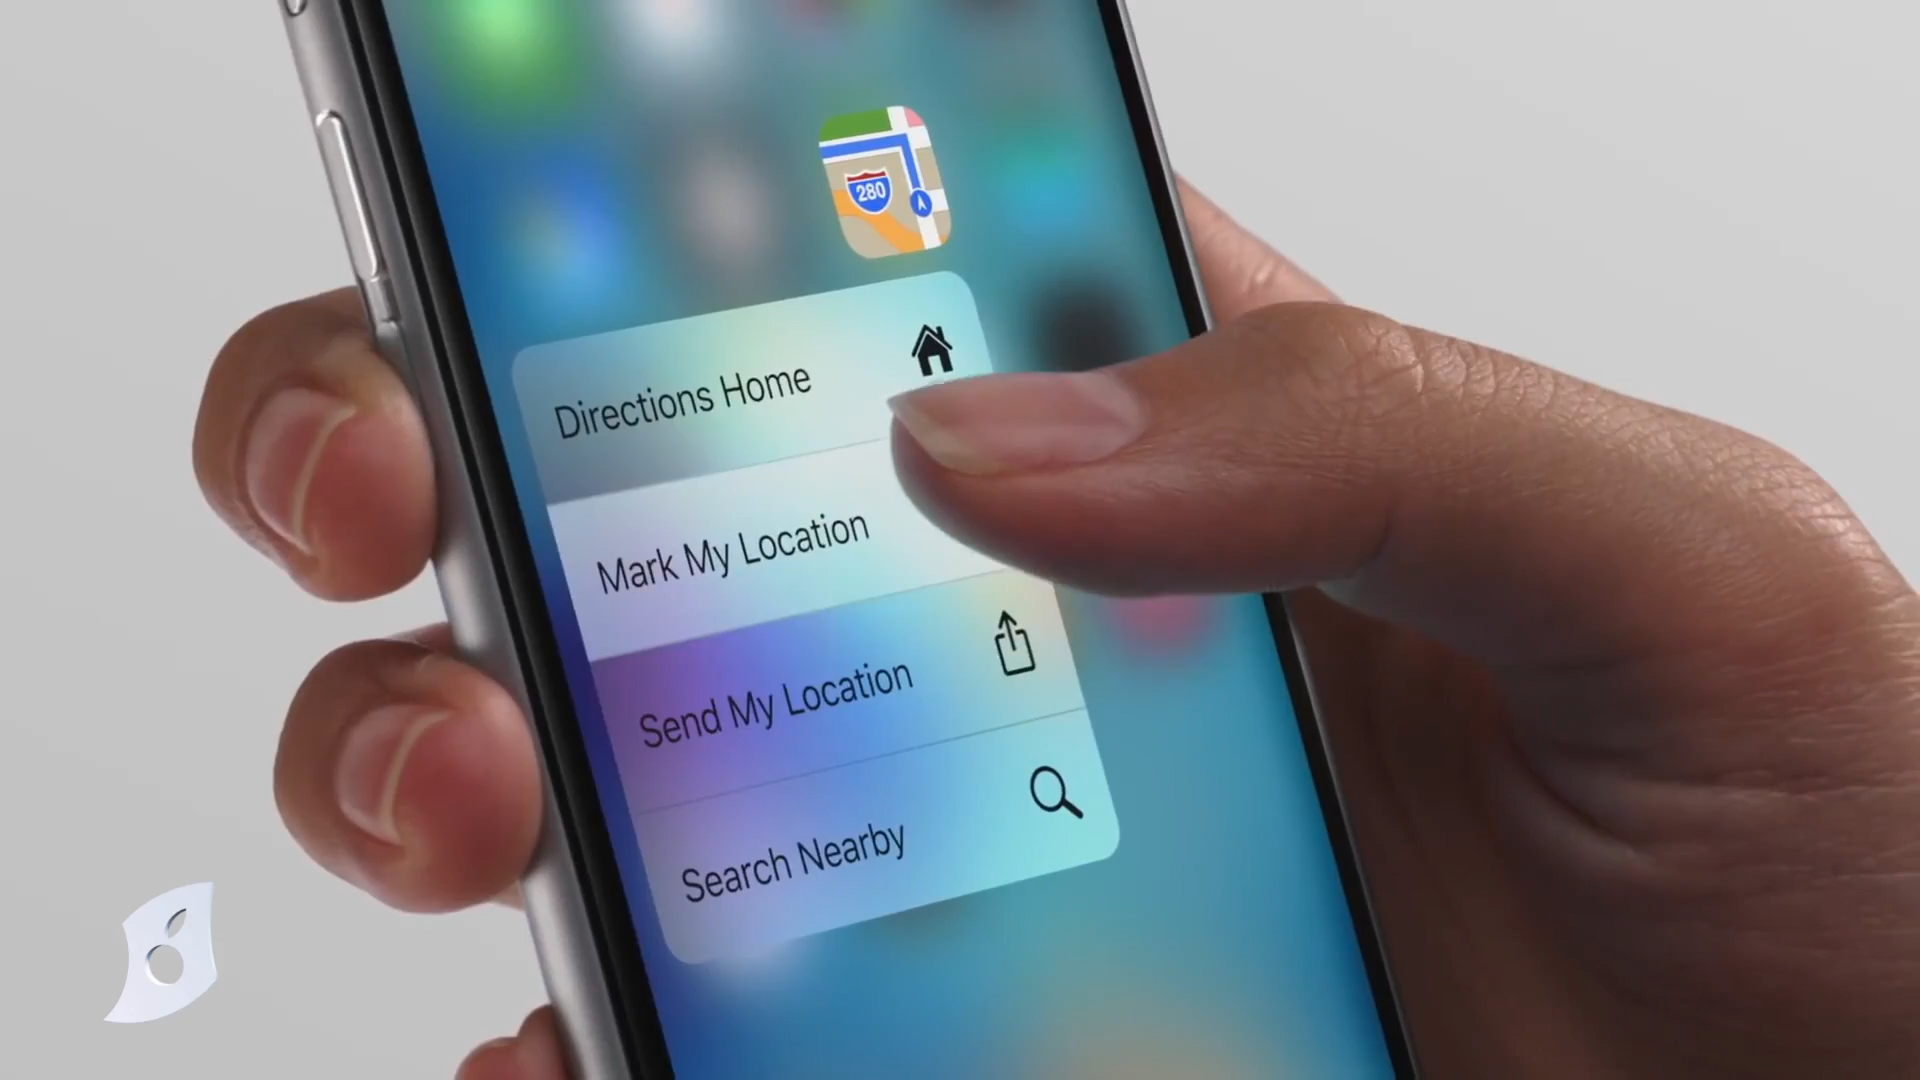 280
Directions Home
Mark My Location
Send My Location
Search Nearby